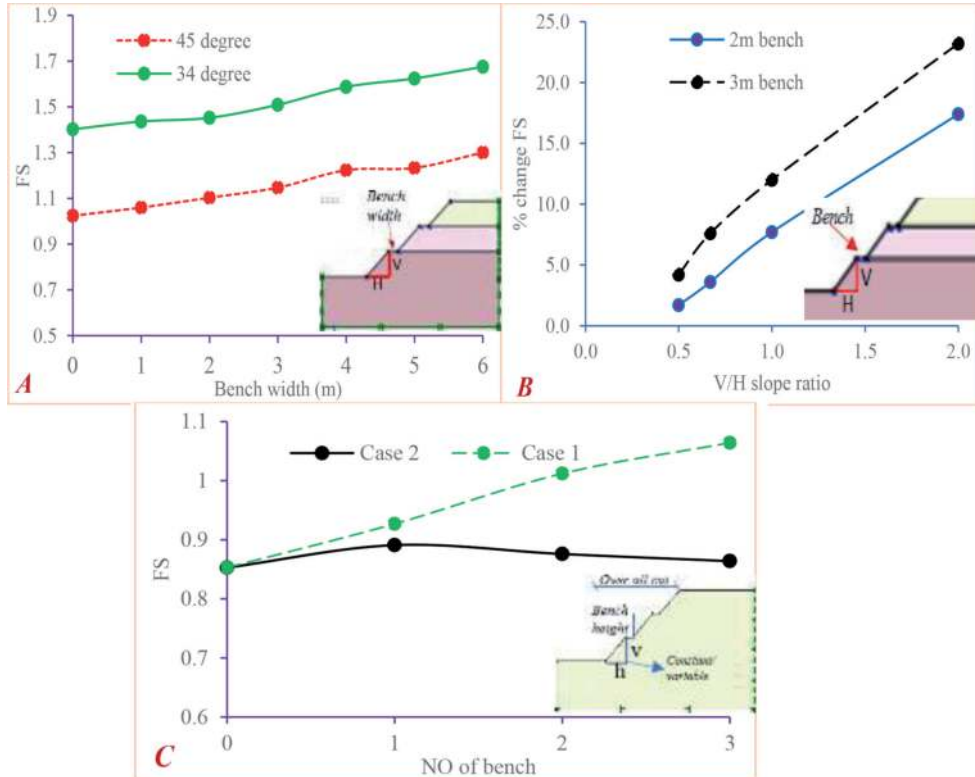 FS
1.9
1.7
1.5
1.3
1.1
0.9
0.7
0.5
45 degree
34 degree
Bench
width
V
H
0 1 2 3 4 5 6
Bench width (m)
A
% change FS
25.0
20.0
15.0
10.0
5.0
0.0
2m bench
3m bench
Bench
V
H
0.0 0.5 1.0 1.5 2.0
V/H slope ratio
B
FS
1.1
1
0.9
0.8
0.7
0.6
Case 2 Case 1
Bench
height
v
h
variable
0 1 2 3
NO of bench
C